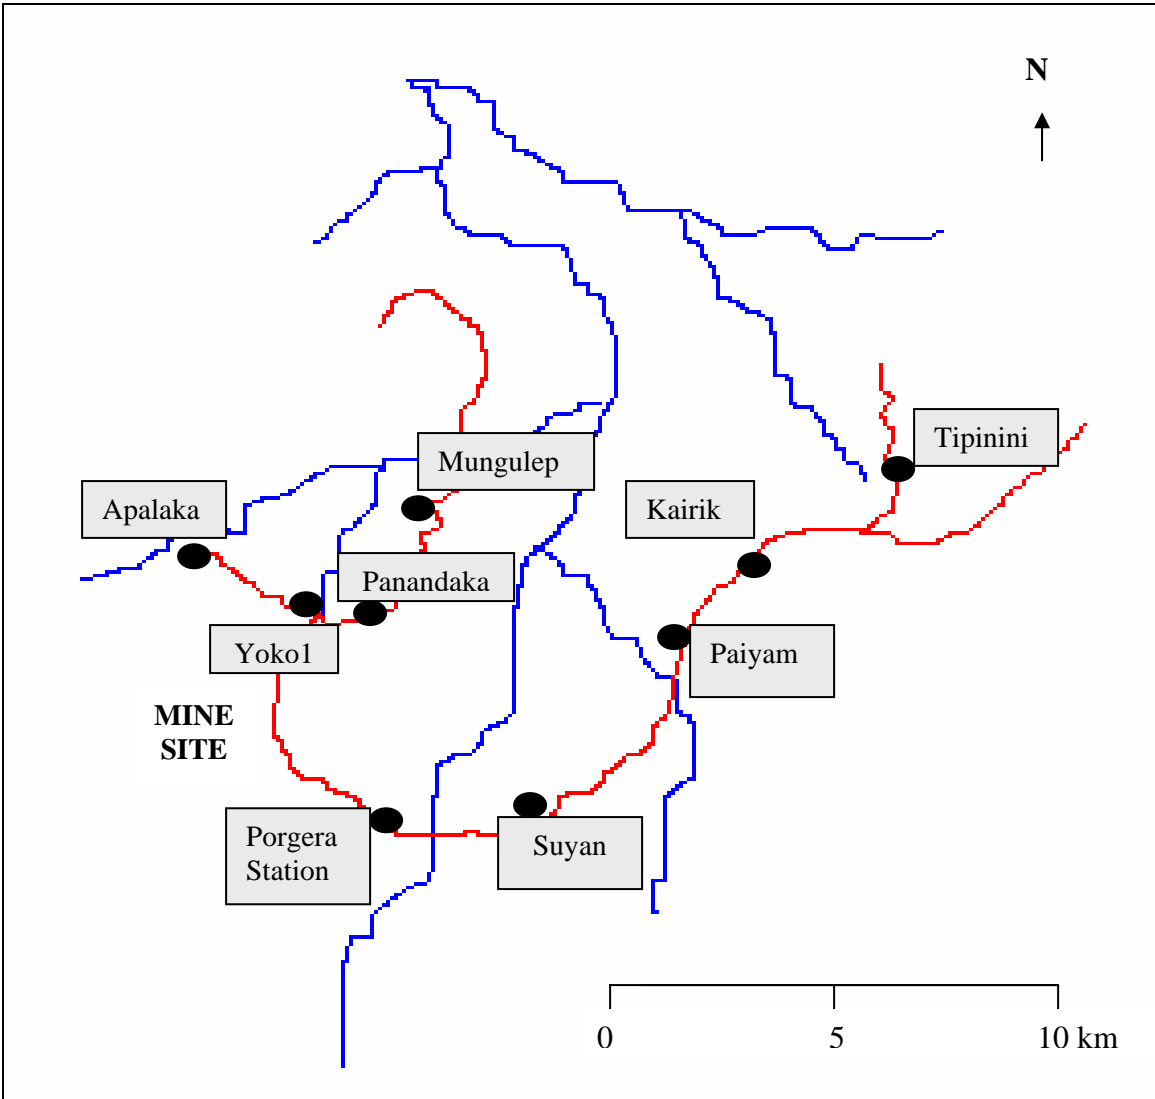 N
Tipinini
Mungulep
Apalaka
Kairik
Panandaka
Yoko1
Paiyam
MINE
SITE
Porgera
Station
Suyan
0 5 10 km